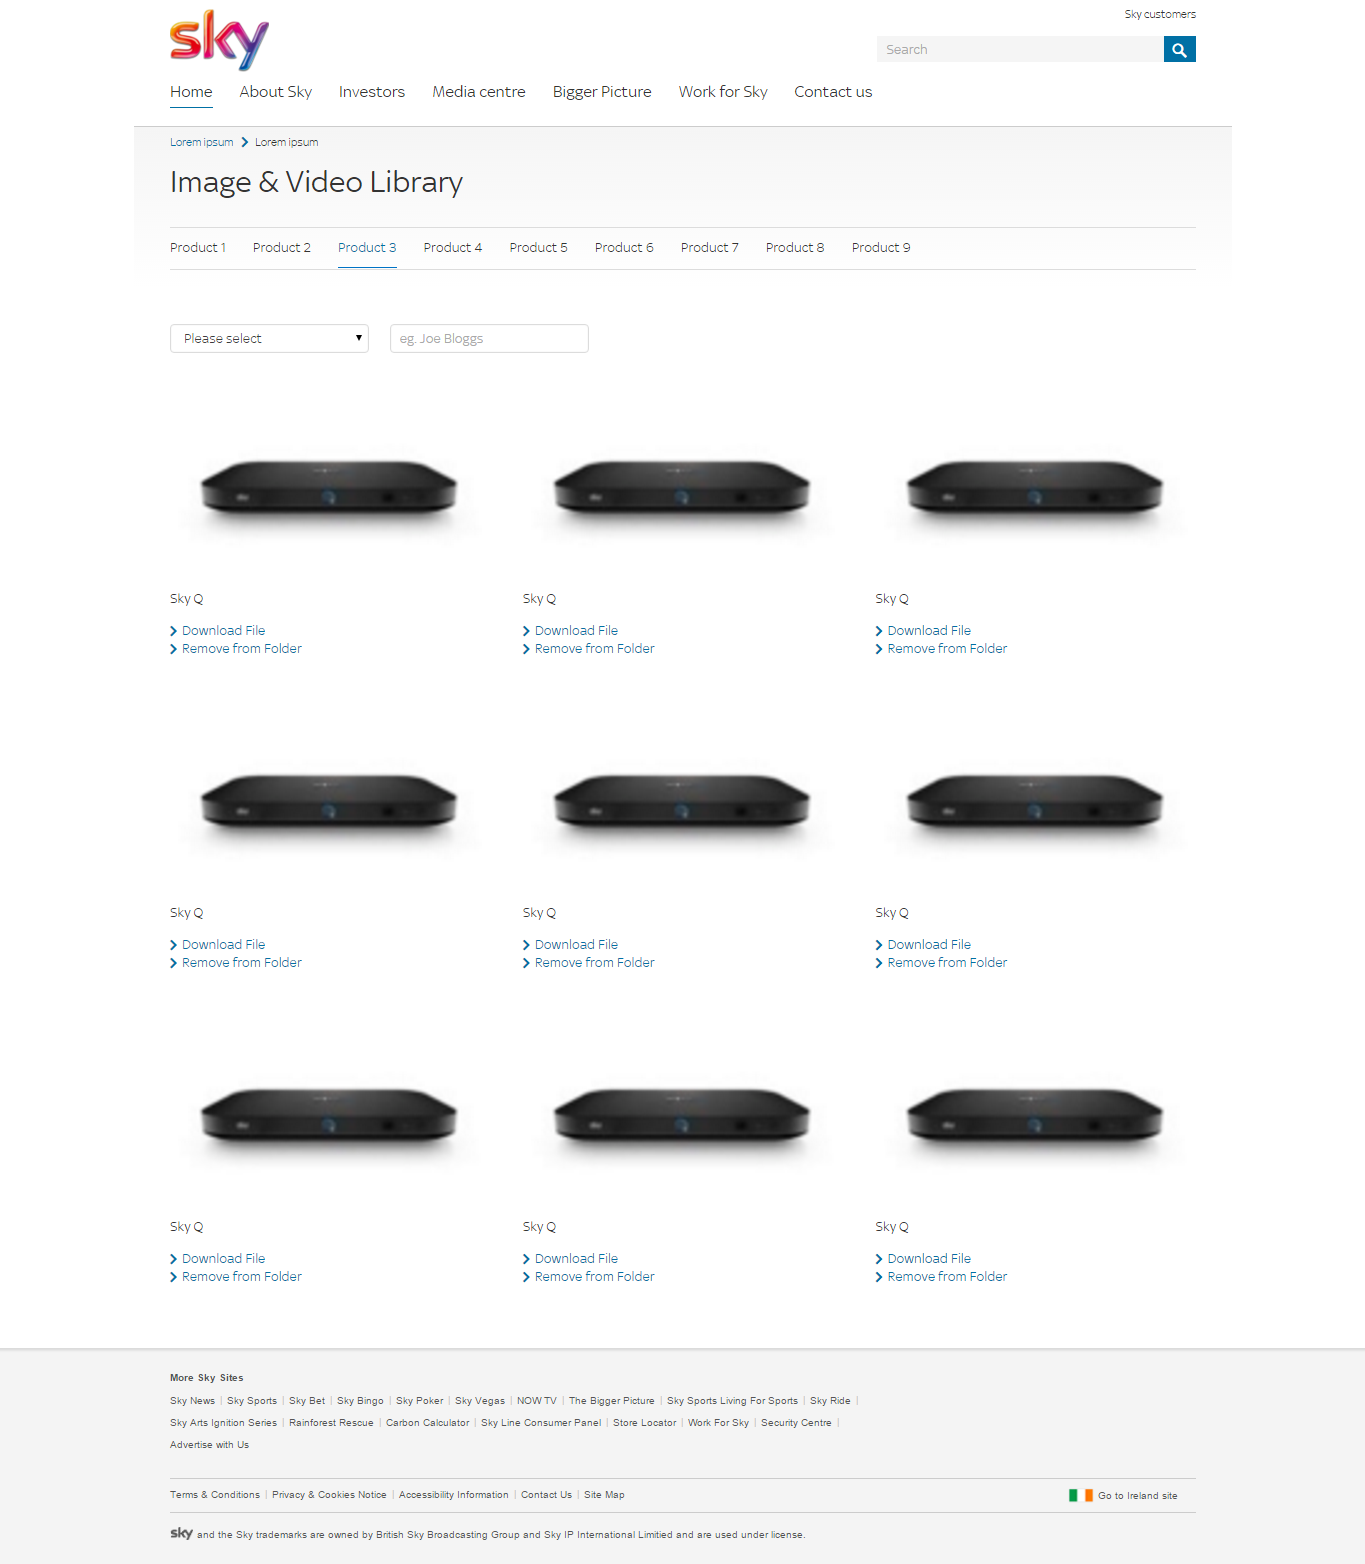 sky
Sky customers
Search
Home About Sky Investors Media centre Bigger Picture Work for Sky Contact us
Lorem ipsum Lorem ipsum
Image & Video Library
Product 1 Product 2 Product 3 Product 4 Product 5 Product 6 Product 7 Product 8 Product 9
Please select eg. Joe Bloggs
sky sky sky
Sky Q Sky Q Sky Q
Download File Download File Download File
Remove from Folder Remove from Folder Remove from Folder
sky sky sky
Sky Q Sky Q Sky Q
Download File Download File Download File
Remove from Folder Remove from Folder Remove from Folder
sky sky sky
Sky Q Sky Q Sky Q
Download File Download File Download File
Remove from Folder Remove from Folder Remove from Folder
More Sky Sites
Sky News | Sky Sports | Sky Bet | Sky Bingo | Sky Poker | Sky Vegas | NOW TV | The Bigger Picture | Sky Sports Living For Sports | Sky Ride |
Sky Arts Ignition Series | Rainforest Rescue | Carbon Calculator | Sky Line Consumer Panel | Store Locator | Work For Sky | Security Centre |
Advertise with Us
Terms & Conditions | Privacy & Cookies Notice | Accessibility Information | Contact Us | Site Map Go to Ireland site
sky and the Sky trademarks are owned by British Sky Broadcasting Group and Sky IP International Limitied and are used under license.